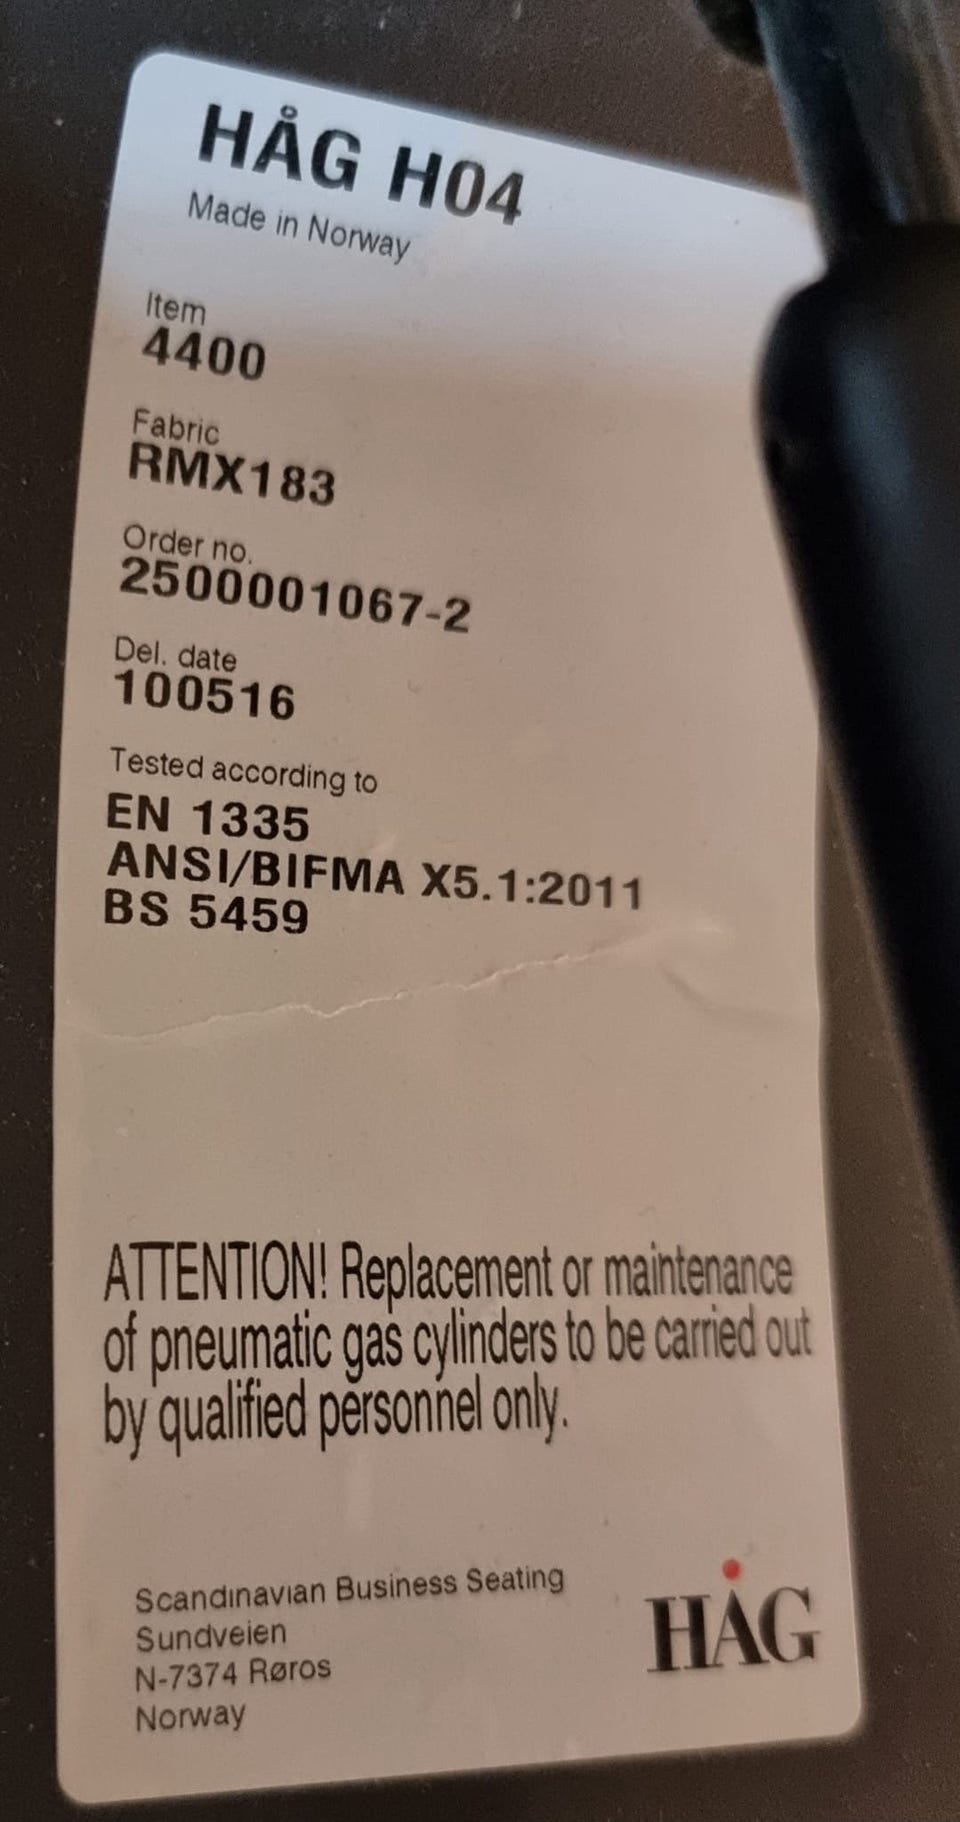 HÅG H04
Made in Norway
Item
4400
Fabric
RMX183
Order no.
2500001067-2
Del. date
100516
Tested according to
EN 1335
ANSI/BIFMA X5.1:2011
BS 5459
ATTENTION! Replacement or maintenance
of pneumatic gas cylinders to be carried out
by qualified personnel only.
Scandinavian Business Seating
Sundveien
N-7374 Røros
Norway
HÅG